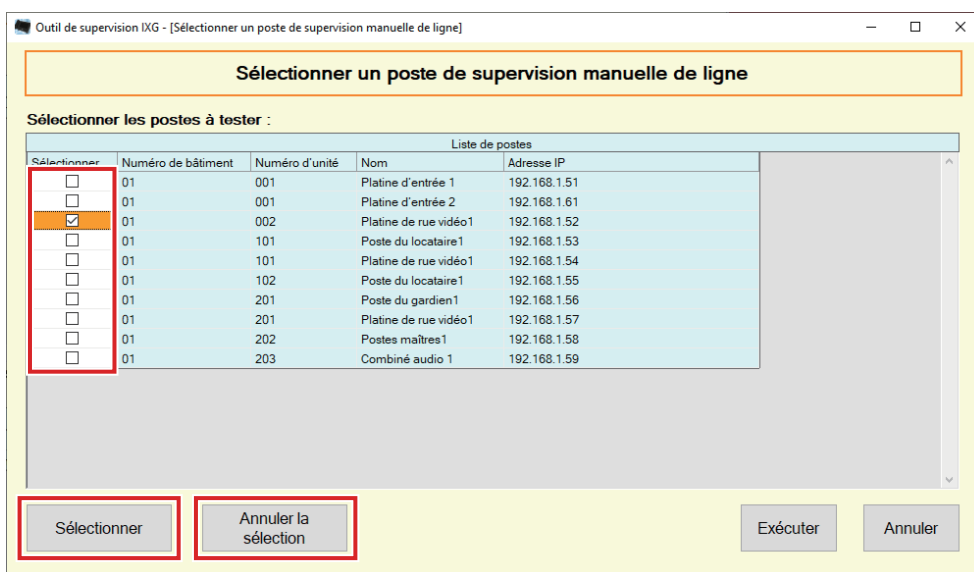 Outil de supervision IXG - [Sélectionner un poste de supervision manuelle de ligne]
Sélectionner un poste de supervision manuelle de ligne
Sélectionner les postes à tester :
Liste de postes
Sélectionner Numéro de bâtiment Numéro d'unité Nom Adresse IP
01 001 Platine d'entrée 1 192.168.1.51
01 001 Platine d'entrée 2 192.168.1.61
01 002 Platine de rue vidéo1 192.168.1.52
01 101 Poste du locataire1 192.168.1.53
01 101 Platine de rue vidéo1 192.168.1.54
01 102 Poste du locataire1 192.168.1.55
01 201 Poste du gardien1 192.168.1.56
01 201 Platine de rue vidéo1 192.168.1.57
01 202 Postes maîtres1 192.168.1.58
01 203 Combiné audio 1 192.168.1.59
Sélectionner
Annuler la
sélection
Exécuter
Annuler